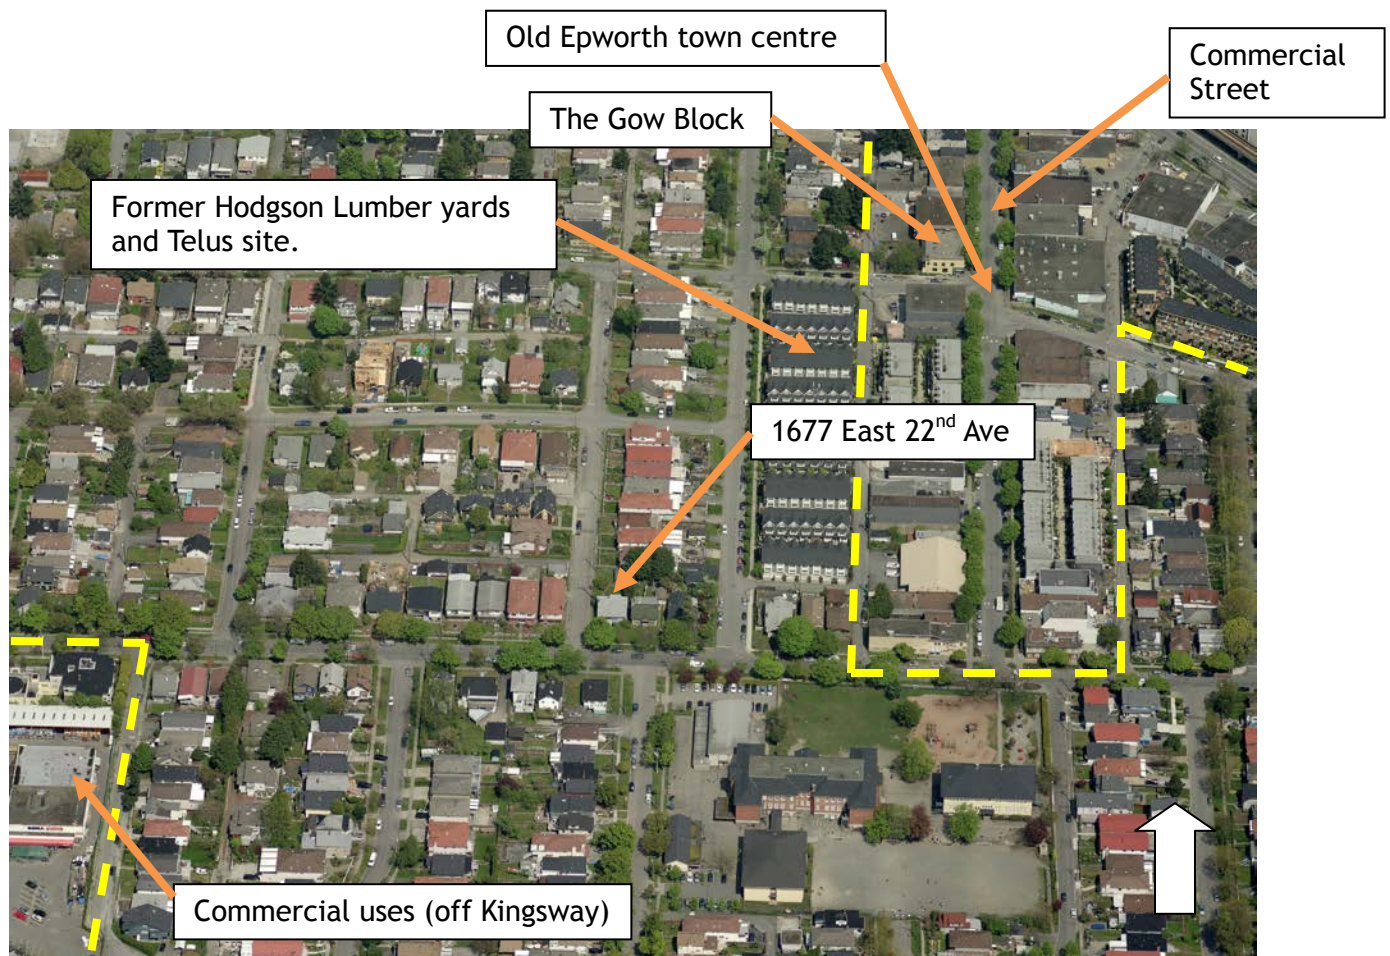 Old Epworth town centre
Commercial
Street
The Gow Block
Former Hodgson Lumber yards
and Telus site.
1677 East 22nd Ave
Commercial uses (off Kingsway)